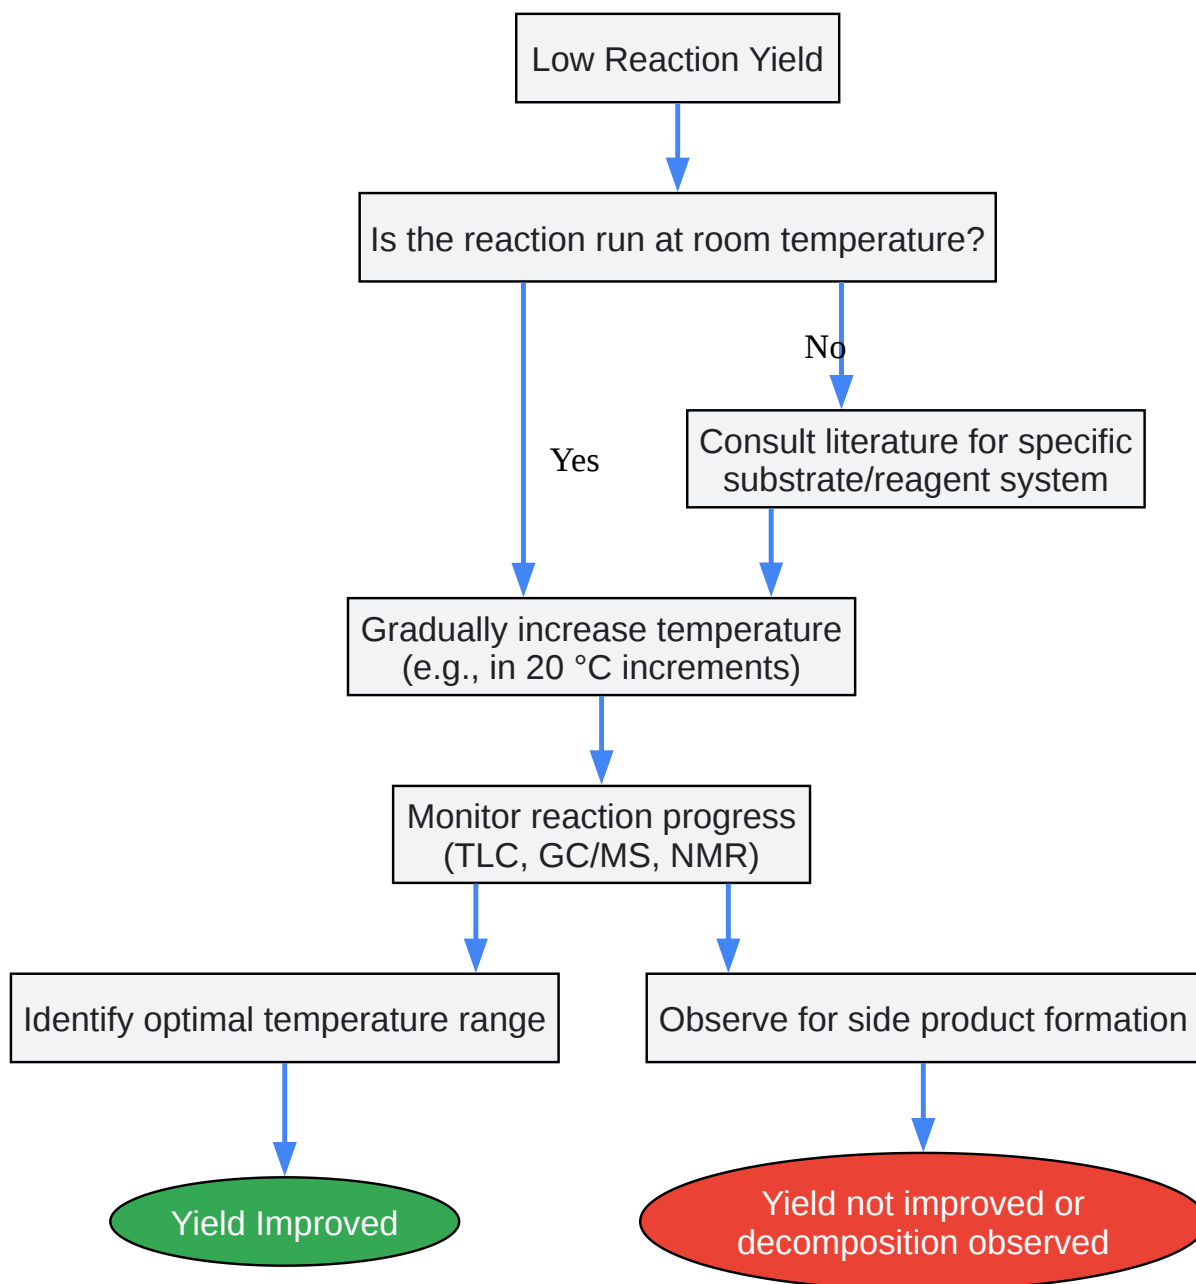 Low Reaction Yield
Is the reaction run at room temperature?
No
Consult literature for specific
substrate/reagent system
Yes
Gradually increase temperature
(e.g., in 20 °C increments)
Monitor reaction progress
(TLC, GC/MS, NMR)
Identify optimal temperature range
Observe for side product formation
Yield Improved
Yield not improved or
decomposition observed